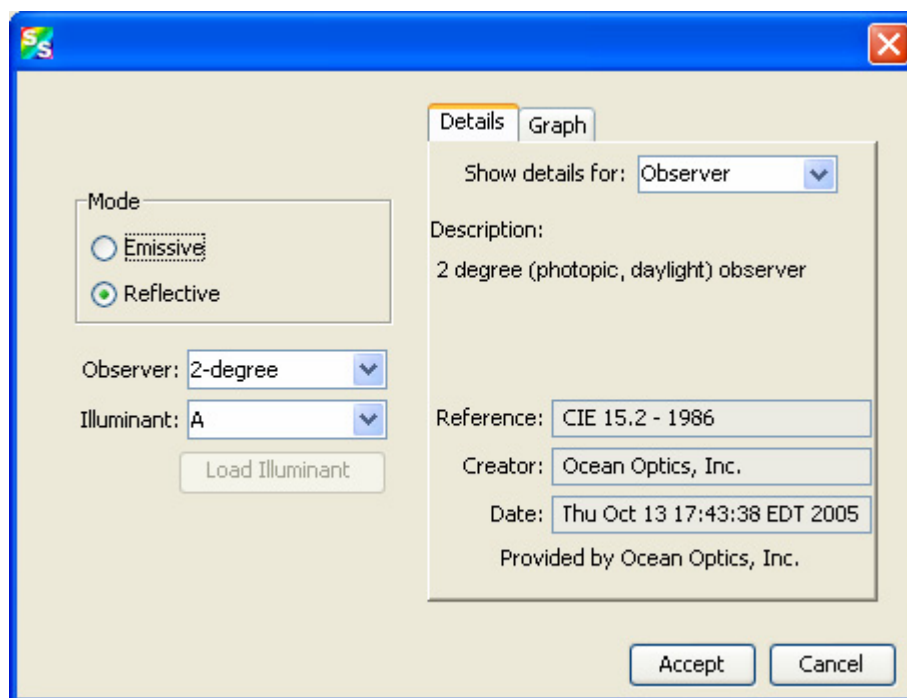 SS
Mode
Emissive
Reflective
Observer: 2-degree
Illuminant: A
Load Illuminant
Details Graph
Show details for: Observer
Description:
2 degree (photopic, daylight) observer
Reference: CIE 15.2 - 1986
Creator: Ocean Optics, Inc.
Date: Thu Oct 13 17:43:38 EDT 2005
Provided by Ocean Optics, Inc.
Accept Cancel